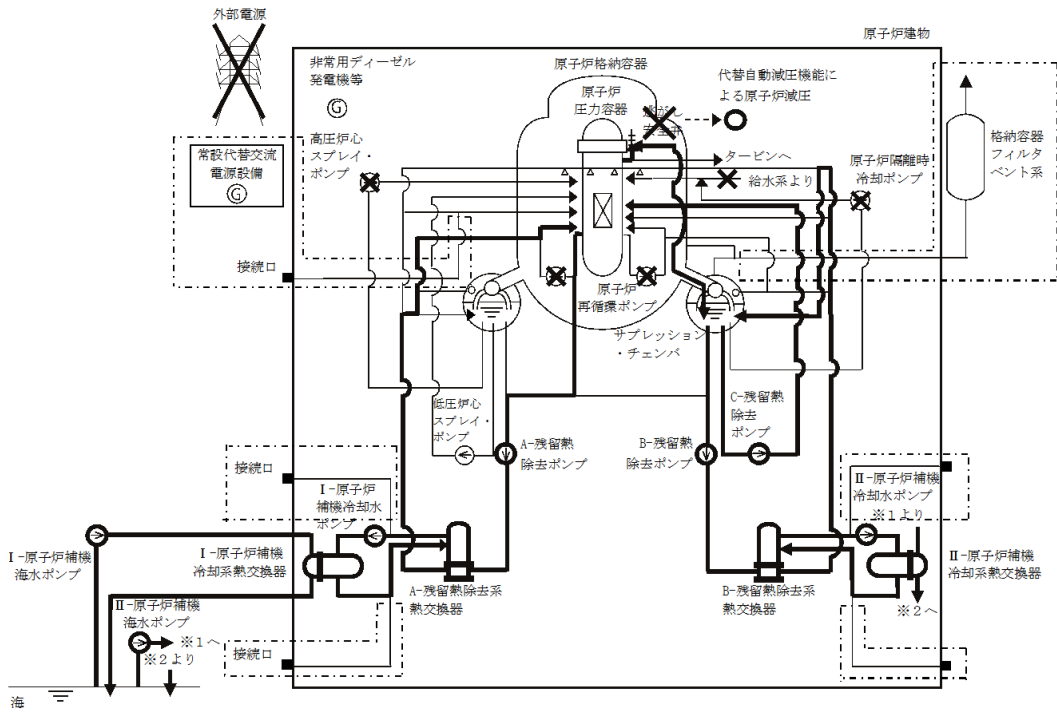 外部電源
原子炉建物
非常用ディーゼル
発電機等
G
原子炉格納容器
代替自動減圧機能に
よる原子炉減圧
原子炉
圧力容器
逃がし
安全弁
高圧炉心
スプレイ・
ポンプ
常設代替交流
電源設備
G
タービンへ
給水系より
原子炉隔離時
冷却ポンプ
格納容器
フィルタ
ベント系
接続口
原子炉
再循環ポンプ
サプレッション
・チェンバ
低圧炉心
スプレイ・
ポンプ
A-残留熱
除去ポンプ
B-残留熱
除去ポンプ
C-残留熱
除去
ポンプ
接続口
Ⅰ-原子炉
補機冷却水
ポンプ
Ⅱ-原子炉補機
冷却水ポンプ
※1より
Ⅰ-原子炉補機
海水ポンプ
Ⅰ-原子炉補機
冷却系熱交換器
Ⅱ-原子炉補機
冷却系熱交換器
A-残留熱除去系
熱交換器
B-残留熱除去系
熱交換器
※2へ
Ⅱ-原子炉補機
海水ポンプ
※1へ
※2より
接続口
海